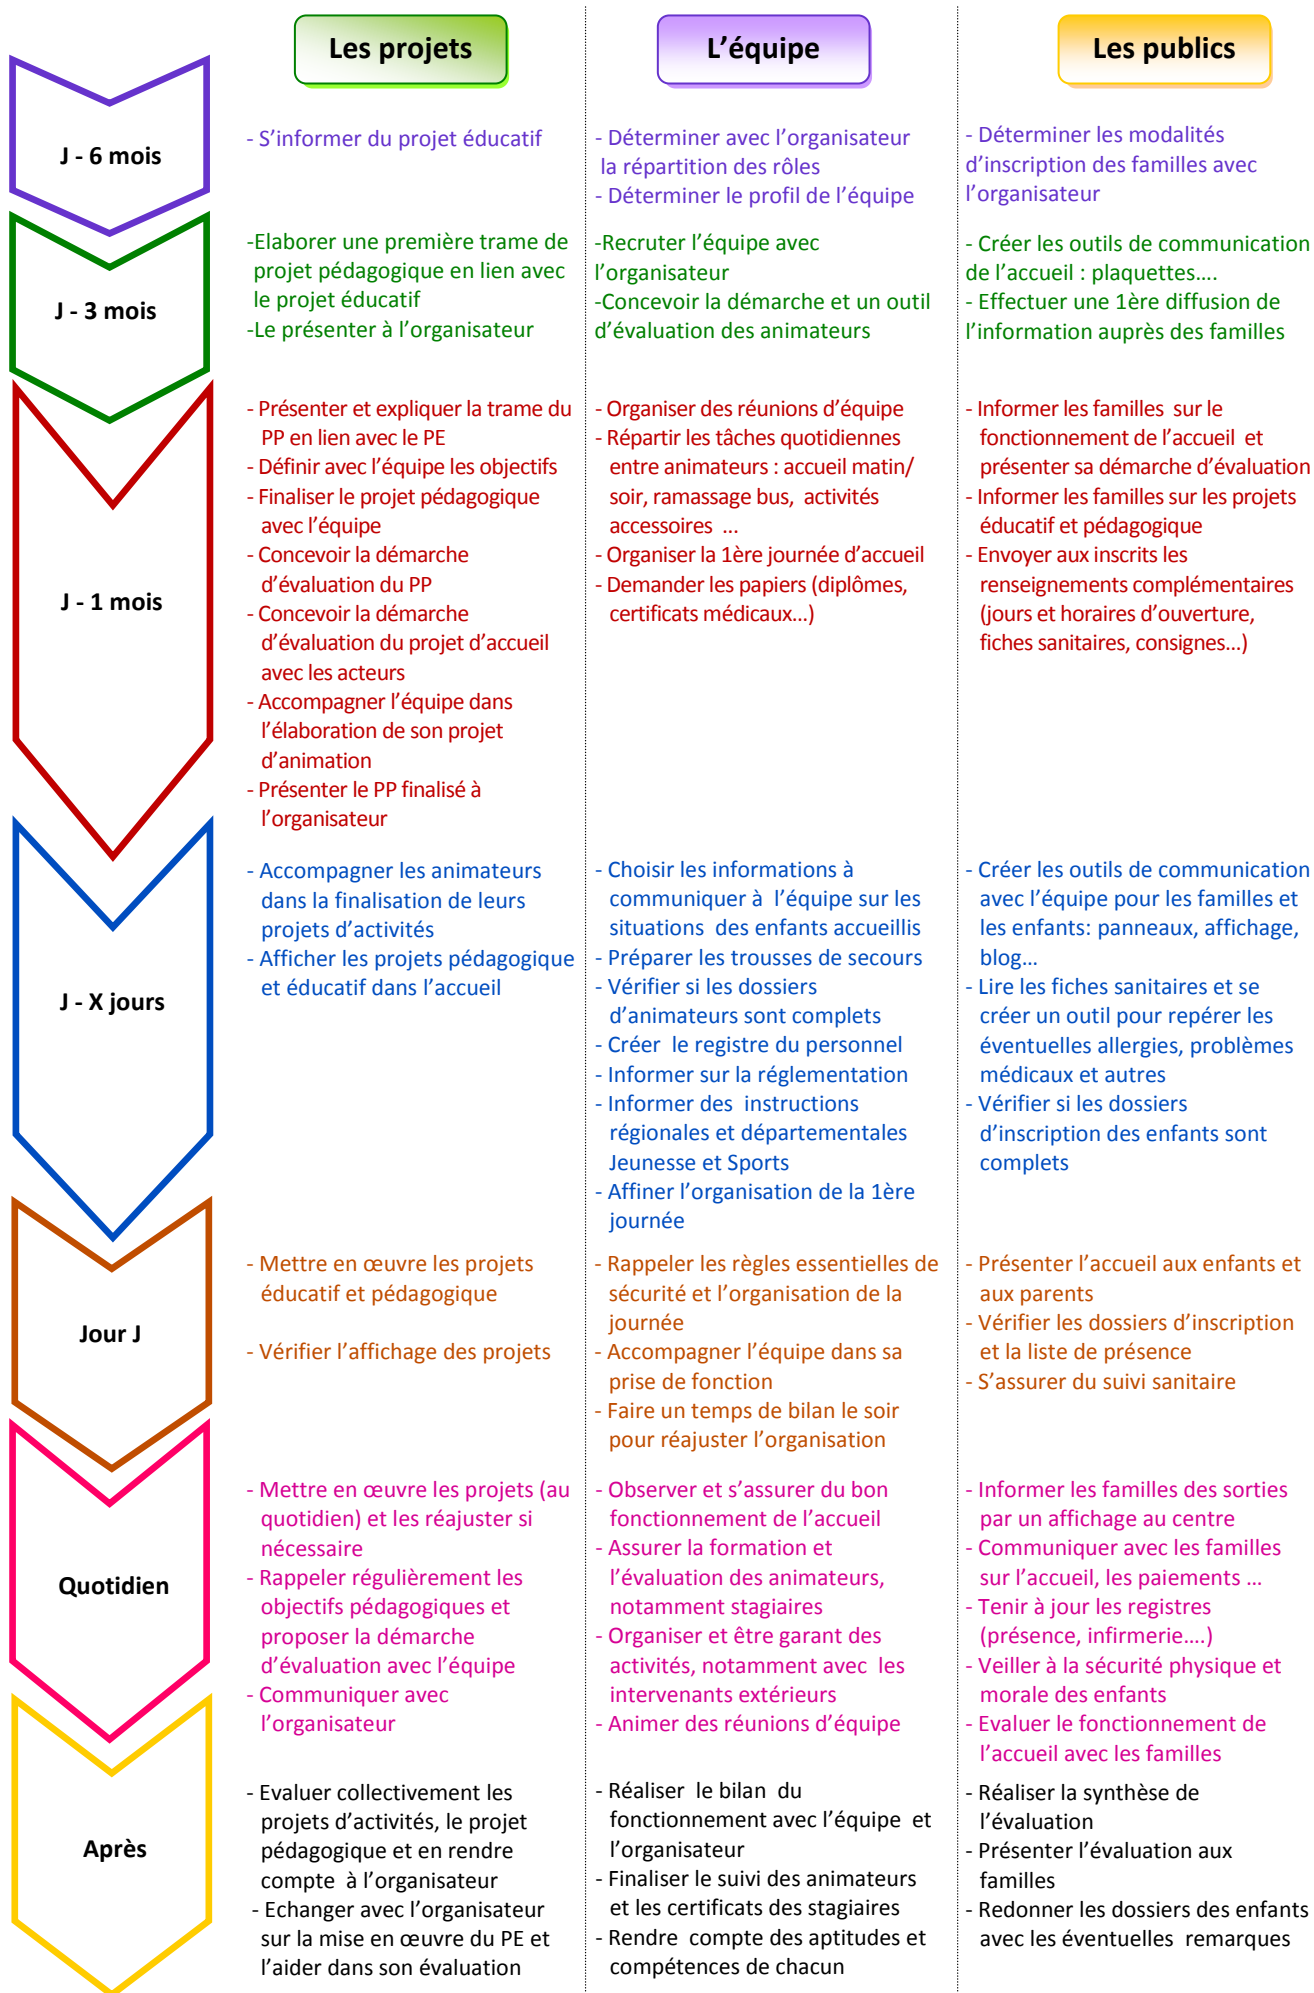 Les projets
L’équipe
Les publics
J - 6 mois
- S’informer du projet éducatif
- Déterminer avec l’organisateur
la répartition des rôles
- Déterminer le profil de l’équipe
- Déterminer les modalités
d’inscription des familles avec
l’organisateur
J - 3 mois
-Elaborer une première trame de
projet pédagogique en lien avec
le projet éducatif
-Le présenter à l’organisateur
-Recruter l’équipe avec
l’organisateur
-Concevoir la démarche et un outil
d’évaluation des animateurs
- Créer les outils de communication
de l’accueil : plaquettes….
- Effectuer une 1ère diffusion de
l’information auprès des familles
J - 1 mois
- Présenter et expliquer la trame du
PP en lien avec le PE
- Définir avec l’équipe les objectifs
- Finaliser le projet pédagogique
avec l’équipe
- Concevoir la démarche
d’évaluation du PP
- Concevoir la démarche
d’évaluation du projet d’accueil
avec les acteurs
- Accompagner l’équipe dans
l’élaboration de son projet
d’animation
- Présenter le PP finalisé à
l’organisateur
- Organiser des réunions d’équipe
- Répartir les tâches quotidiennes
entre animateurs : accueil matin/
soir, ramassage bus, activités
accessoires ...
- Organiser la 1ère journée d’accueil
- Demander les papiers (diplômes,
certificats médicaux…)
- Informer les familles sur le
fonctionnement de l’accueil et
présenter sa démarche d’évaluation
- Informer les familles sur les projets
éducatif et pédagogique
- Envoyer aux inscrits les
renseignements complémentaires
(jours et horaires d’ouverture,
fiches sanitaires, consignes…)
J - X jours
- Accompagner les animateurs
dans la finalisation de leurs
projets d’activités
- Afficher les projets pédagogique
et éducatif dans l’accueil
- Choisir les informations à
communiquer à l’équipe sur les
situations des enfants accueillis
- Préparer les trousses de secours
- Vérifier si les dossiers
d’animateurs sont complets
- Créer le registre du personnel
- Informer sur la réglementation
- Informer des instructions
régionales et départementales
Jeunesse et Sports
- Affiner l’organisation de la 1ère
journée
- Créer les outils de communication
avec l’équipe pour les familles et
les enfants: panneaux, affichage,
blog…
- Lire les fiches sanitaires et se
créer un outil pour repérer les
éventuelles allergies, problèmes
médicaux et autres
- Vérifier si les dossiers
d’inscription des enfants sont
complets
Jour J
- Mettre en œuvre les projets
éducatif et pédagogique
- Vérifier l’affichage des projets
- Rappeler les règles essentielles de
sécurité et l’organisation de la
journée
- Accompagner l’équipe dans sa
prise de fonction
- Faire un temps de bilan le soir
pour réajuster l’organisation
- Présenter l’accueil aux enfants et
aux parents
- Vérifier les dossiers d’inscription
et la liste de présence
- S’assurer du suivi sanitaire
Quotidien
- Mettre en œuvre les projets (au
quotidien) et les réajuster si
nécessaire
- Rappeler régulièrement les
objectifs pédagogiques et
proposer la démarche
d’évaluation avec l’équipe
- Communiquer avec
l’organisateur
- Observer et s’assurer du bon
fonctionnement de l’accueil
- Assurer la formation et
l’évaluation des animateurs,
notamment stagiaires
- Organiser et être garant des
activités, notamment avec les
intervenants extérieurs
- Animer des réunions d’équipe
- Informer les familles des sorties
par un affichage au centre
- Communiquer avec les familles
sur l’accueil, les paiements …
- Tenir à jour les registres
(présence, infirmerie….)
- Veiller à la sécurité physique et
morale des enfants
- Evaluer le fonctionnement de
l’accueil avec les familles
Après
- Evaluer collectivement les
projets d’activités, le projet
pédagogique et en rendre
compte à l’organisateur
- Echanger avec l’organisateur
sur la mise en œuvre du PE et
l’aider dans son évaluation
- Réaliser le bilan du
fonctionnement avec l’équipe et
l’organisateur
- Finaliser le suivi des animateurs
et les certificats des stagiaires
- Rendre compte des aptitudes et
compétences de chacun
- Réaliser la synthèse de
l’évaluation
- Présenter l’évaluation aux
familles
- Redonner les dossiers des enfants
avec les éventuelles remarques